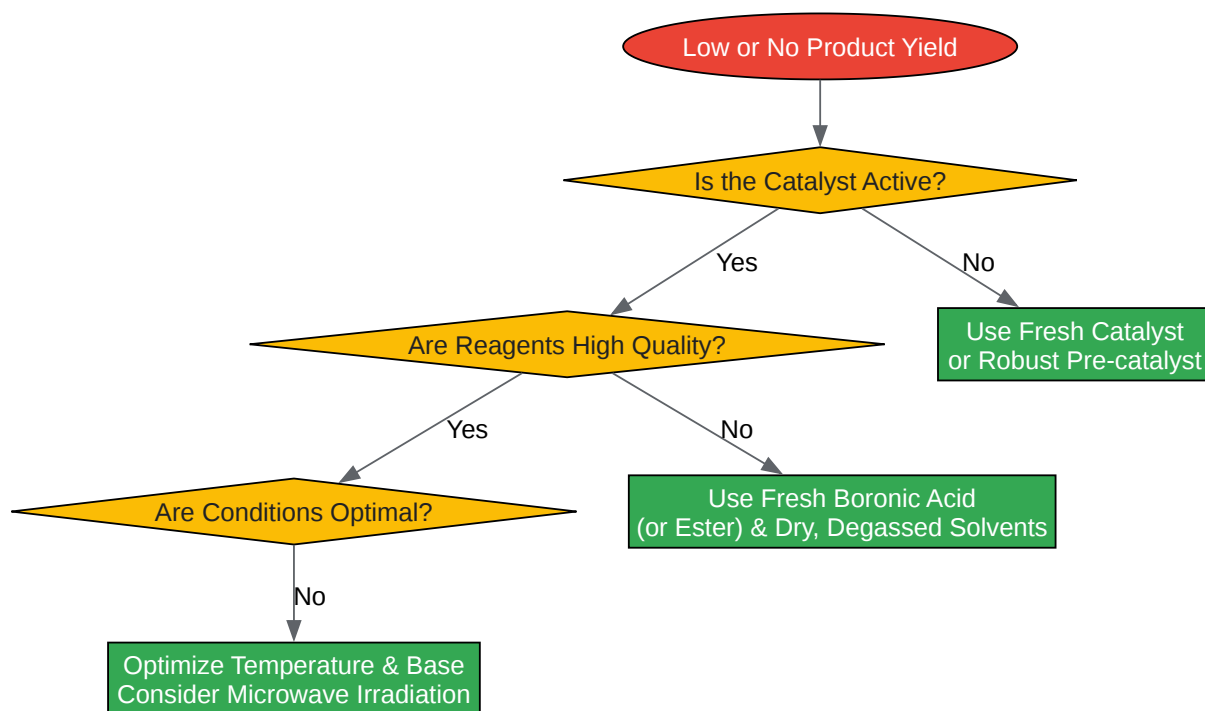 Low or No Product Yield
Is the Catalyst Active?
Yes
No
Are Reagents High Quality?
Use Fresh Catalyst
or Robust Pre-catalyst
Yes
No
Are Conditions Optimal?
Use Fresh Boronic Acid
(or Ester) & Dry, Degassed Solvents
No
Optimize Temperature & Base
Consider Microwave Irradiation